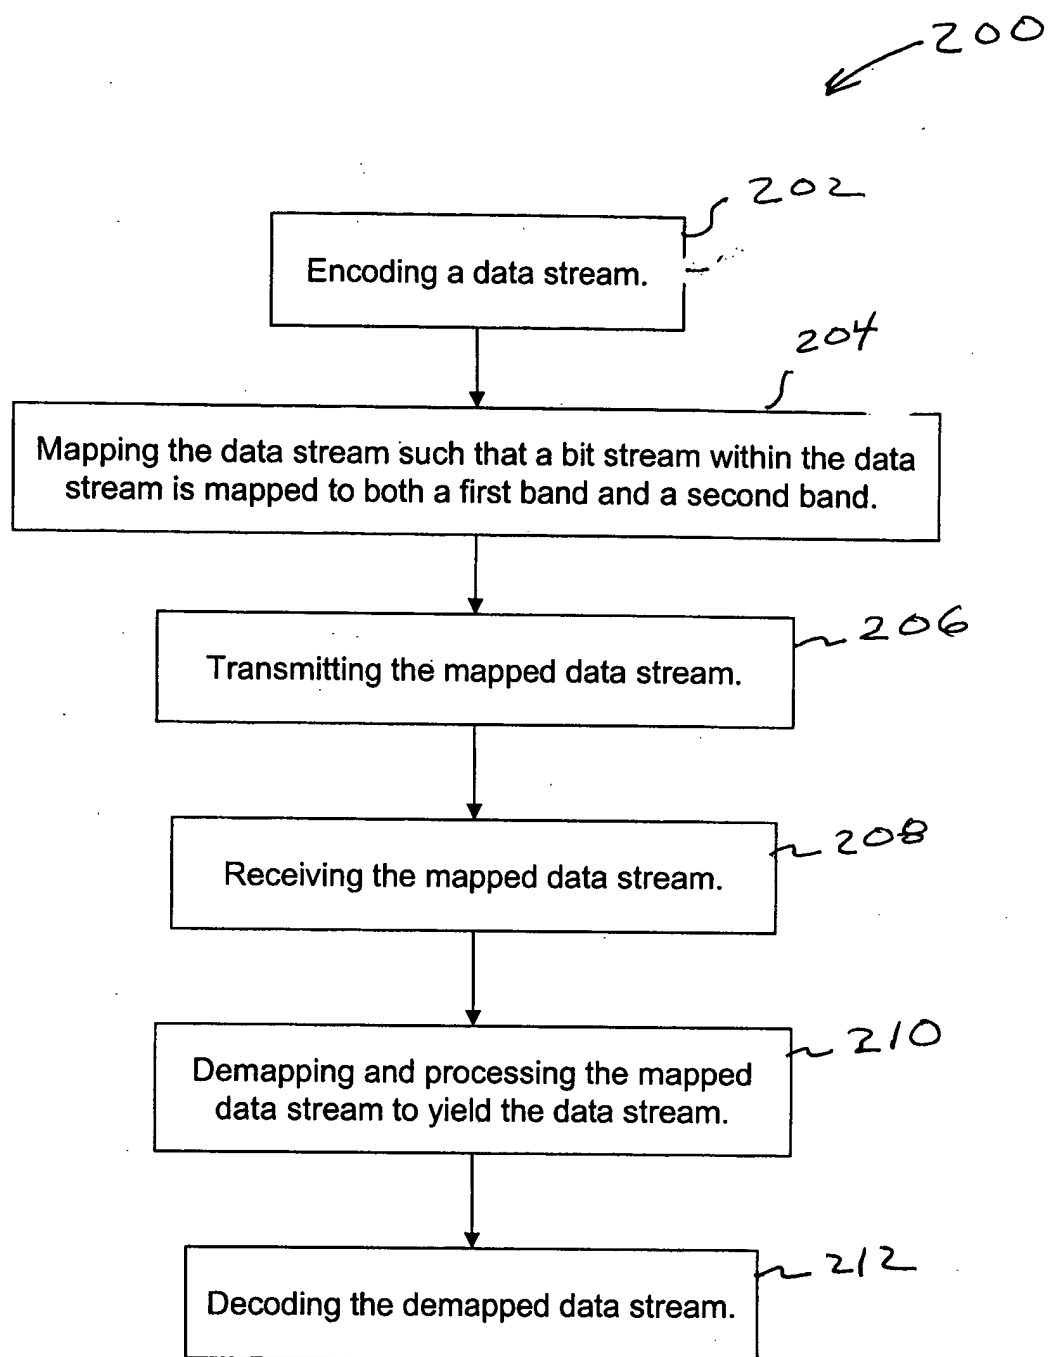 200
202
Encoding a data stream.
204
Mapping the data stream such that a bit stream within the data
stream is mapped to both a first band and a second band.
206
Transmitting the mapped data stream.
208
Receiving the mapped data stream.
210
Demapping and processing the mapped
data stream to yield the data stream.
212
Decoding the demapped data stream.